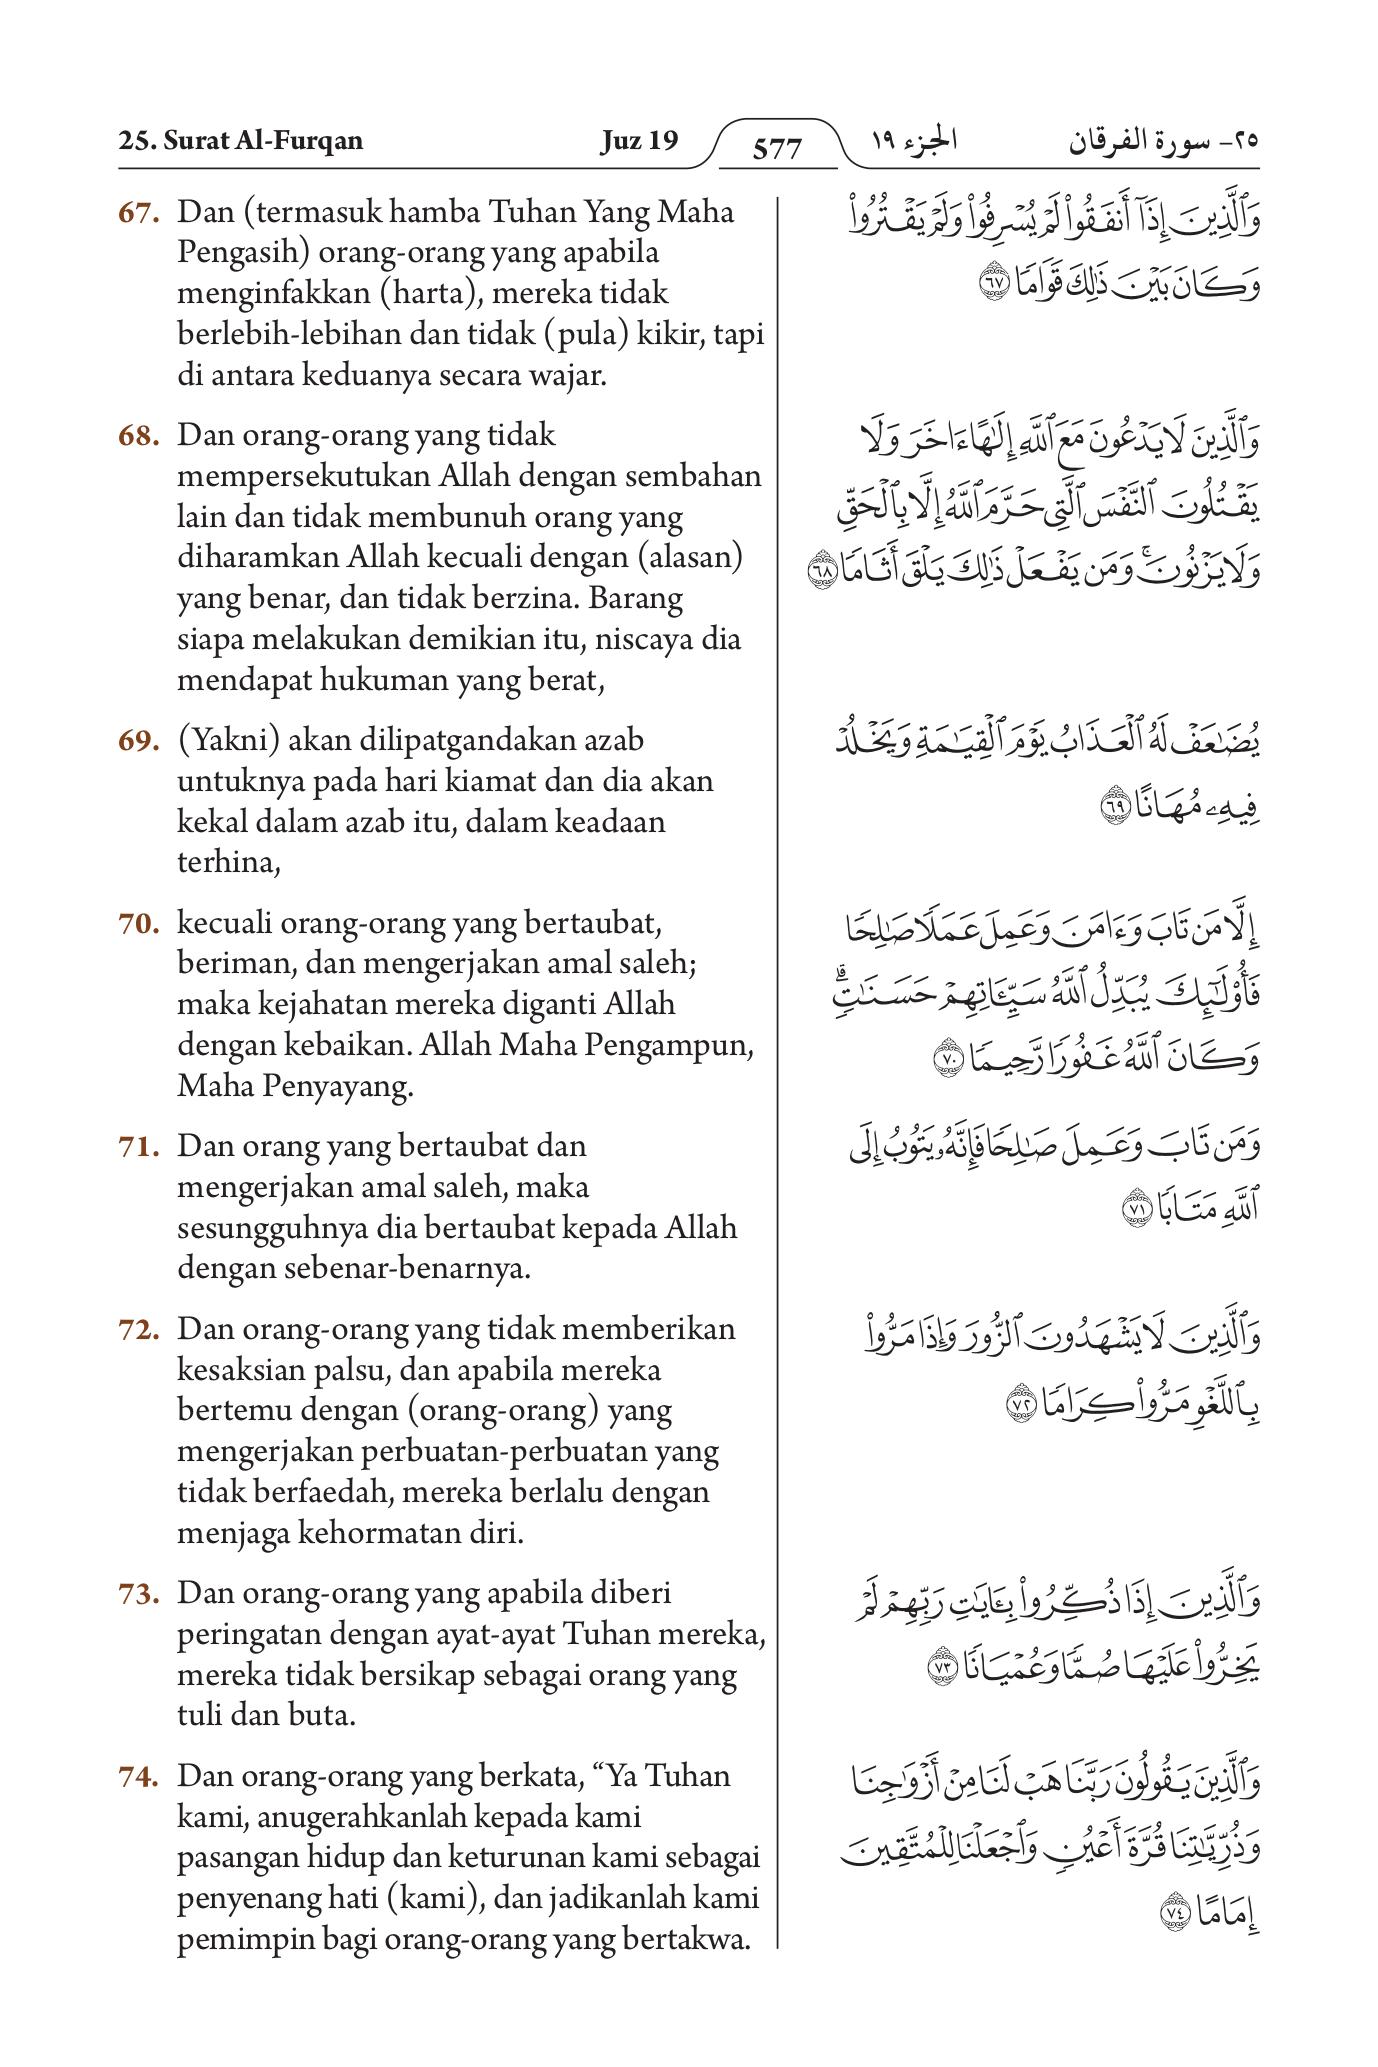 25. Surat Al-Furqan
Juz 19
577
الجزء ١٩
٢٥- سورة الفرقان
67. Dan (termasuk hamba Tuhan Yang Maha
Pengasih) orang-orang yang apabila
menginfakkan (harta), mereka tidak
berlebih-lebihan dan tidak (pula) kikir, tapi
di antara keduanya secara wajar.
68. Dan orang-orang yang tidak
mempersekutukan Allah dengan sembahan
lain dan tidak membunuh orang yang
diharamkan Allah kecuali dengan (alasan)
yang benar, dan tidak berzina. Barang
siapa melakukan demikian itu, niscaya dia
mendapat hukuman yang berat,
69. (Yakni) akan dilipatgandakan azab
untuknya pada hari kiamat dan dia akan
kekal dalam azab itu, dalam keadaan
terhina,
70. kecuali orang-orang yang bertaubat,
beriman, dan mengerjakan amal saleh;
maka kejahatan mereka diganti Allah
dengan kebaikan. Allah Maha Pengampun,
Maha Penyayang.
71. Dan orang yang bertaubat dan
mengerjakan amal saleh, maka
sesungguhnya dia bertaubat kepada Allah
dengan sebenar-benarnya.
72. Dan orang-orang yang tidak memberikan
kesaksian palsu, dan apabila mereka
bertemu dengan (orang-orang) yang
mengerjakan perbuatan-perbuatan yang
tidak berfaedah, mereka berlalu dengan
menjaga kehormatan diri.
73. Dan orang-orang yang apabila diberi
peringatan dengan ayat-ayat Tuhan mereka,
mereka tidak bersikap sebagai orang yang
tuli dan buta.
74. Dan orang-orang yang berkata, “Ya Tuhan
kami, anugerahkanlah kepada kami
pasangan hidup dan keturunan kami sebagai
penyenang hati (kami), dan jadikanlah kami
pemimpin bagi orang-orang yang bertakwa.
وَٱلَّذِينَ إِذَآ أَنفَقُوا۟ لَمْ يُسْرِفُوا۟ وَلَمْ يَقْتُرُوا۟
وَكَانَ بَيْنَ ذَٰلِكَ قَوَامًا ٦٧
وَٱلَّذِينَ لَا يَدْعُونَ مَعَ ٱللَّهِ إِلَٰهًا ءَاخَرَ وَلَا
يَقْتُلُونَ ٱلنَّفْسَ ٱلَّتِى حَرَّمَ ٱللَّهُ إِلَّا بِٱلْحَقِّ
وَلَا يَزْنُونَ ۚ وَمَن يَفْعَلْ ذَٰلِكَ يَلْقَ أَثَامًا ٦٨
يُضَٰعَفْ لَهُ ٱلْعَذَابُ يَوْمَ ٱلْقِيَٰمَةِ وَيَخْلُدْ
فِيهِۦ مُهَانًا ٦٩
إِلَّا مَن تَابَ وَءَامَنَ وَعَمِلَ عَمَلًا صَٰلِحًا
فَأُو۟لَٰٓئِكَ يُبَدِّلُ ٱللَّهُ سَيِّـَٔاتِهِمْ حَسَنَٰتٍ ۗ
وَكَانَ ٱللَّهُ غَفُورًا رَّحِيمًا ٧٠
وَمَن تَابَ وَعَمِلَ صَٰلِحًا فَإِنَّهُۥ يَتُوبُ إِلَى
ٱللَّهِ مَتَابًا ٧١
وَٱلَّذِينَ لَا يَشْهَدُونَ ٱلزُّورَ وَإِذَا مَرُّوا۟
بِٱللَّغْوِ مَرُّوا۟ كِرَامًا ٧٢
وَٱلَّذِينَ إِذَا ذُكِّرُوا۟ بِـَٔايَٰتِ رَبِّهِمْ لَمْ
يَخِرُّوا۟ عَلَيْهَا صُمًّا وَعُمْيَانًا ٧٣
وَٱلَّذِينَ يَقُولُونَ رَبَّنَا هَبْ لَنَا مِنْ أَزْوَٰجِنَا
وَذُرِّيَّٰتِنَا قُرَّةَ أَعْيُنٍ وَٱجْعَلْنَا لِلْمُتَّقِينَ
إِمَامًا ٧٤